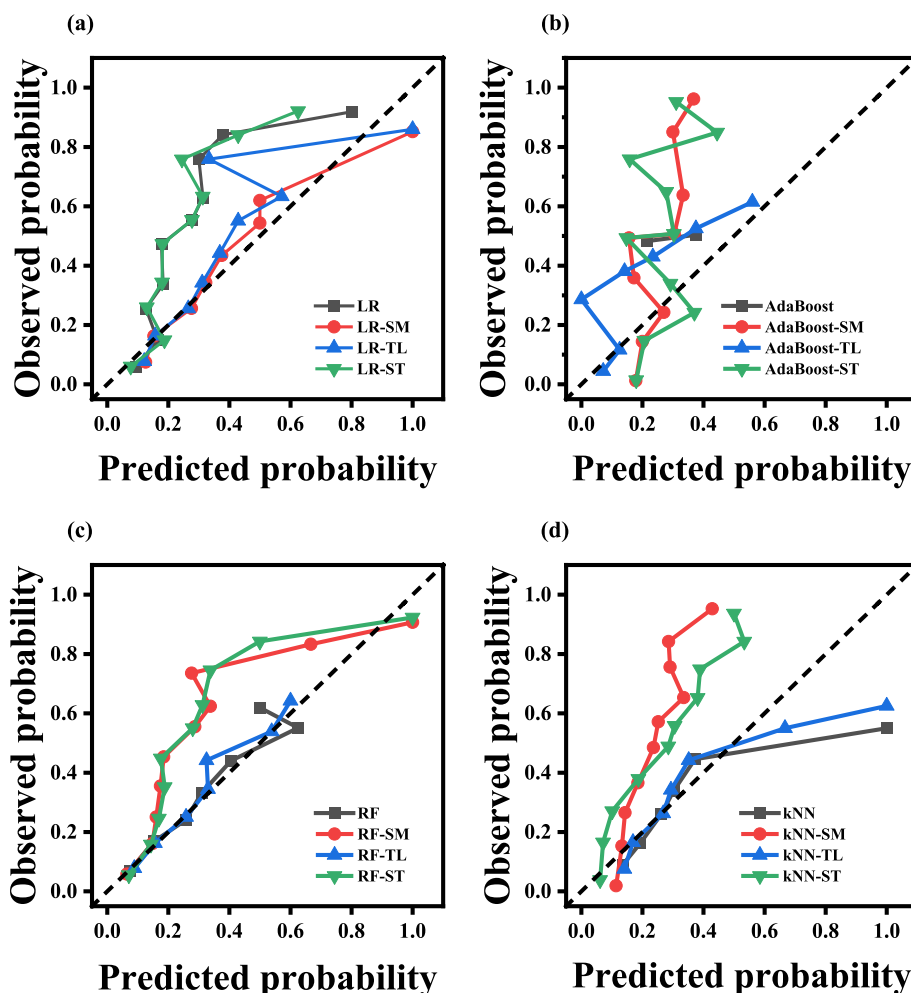 (a)
(b)
Observed probability
1.0
0.8
0.6
0.4
0.2
0.0
LR
LR-SM
LR-TL
LR-ST
0.0 0.2 0.4 0.6 0.8 1.0
Predicted probability
Observed probability
1.0
0.8
0.6
0.4
0.2
0.0
AdaBoost
AdaBoost-SM
AdaBoost-TL
AdaBoost-ST
0.0 0.2 0.4 0.6 0.8 1.0
Predicted probability
(c)
(d)
Observed probability
1.0
0.8
0.6
0.4
0.2
0.0
RF
RF-SM
RF-TL
RF-ST
0.0 0.2 0.4 0.6 0.8 1.0
Predicted probability
Observed probability
1.0
0.8
0.6
0.4
0.2
0.0
kNN
kNN-SM
kNN-TL
kNN-ST
0.0 0.2 0.4 0.6 0.8 1.0
Predicted probability